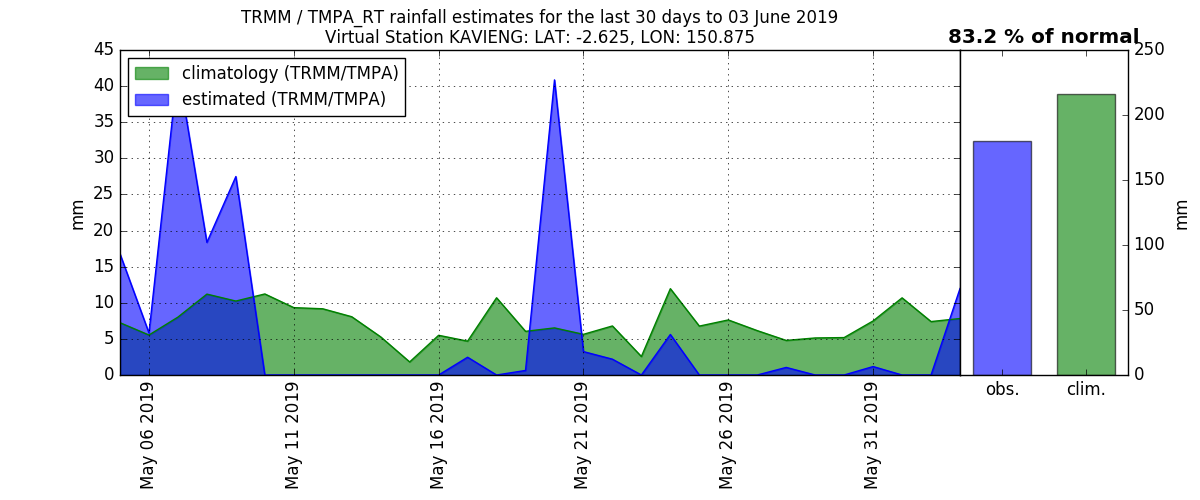 TRMM / TMPA_RT rainfall estimates for the last 30 days to 03 June 2019
Virtual Station KAVIENG: LAT: -2.625, LON: 150.875
83.2 % of normal
climatology (TRMM/TMPA)
estimated (TRMM/TMPA)
45
40
35
30
25
20
15
10
5
0
mm
May 06 2019
May 11 2019
May 16 2019
May 21 2019
May 26 2019
May 31 2019
obs.
clim.
250
200
150
100
50
0
mm